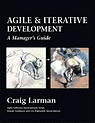 AGILE & ITERATIVE
DEVELOPMENT
A Manager's Guide
Craig Larman